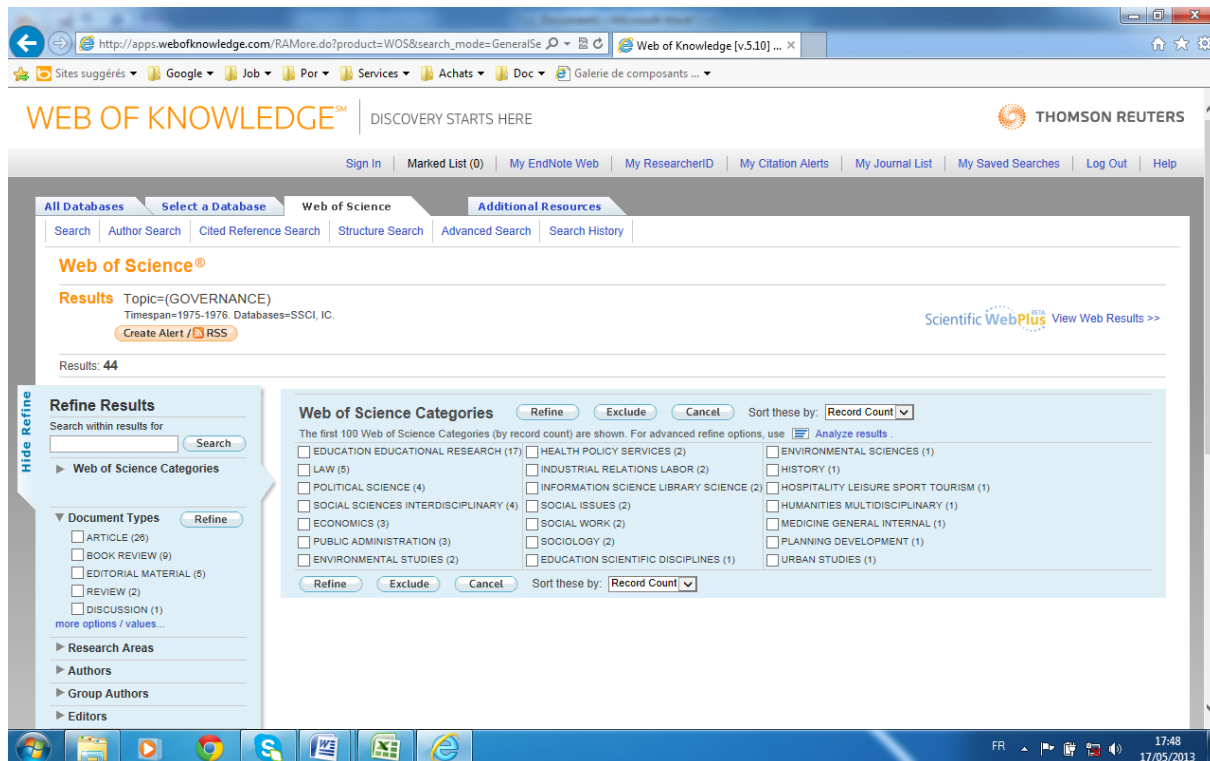 http://apps.webofknowledge.com/RAMore.do?product=WOS&search_mode=GeneralSe
Web of Knowledge [v.5.10] ...
Sites suggérés Google Job Por Services Achats Doc Galerie de composants ...
WEB OF KNOWLEDGE℠ DISCOVERY STARTS HERE
THOMSON REUTERS
Sign In Marked List (0) My EndNote Web My ResearcherID My Citation Alerts My Journal List My Saved Searches Log Out Help
All Databases Select a Database Web of Science Additional Resources
Search Author Search Cited Reference Search Structure Search Advanced Search Search History
Web of Science®
Results Topic=(GOVERNANCE)
Timespan=1975-1976. Databases=SSCI, IC.
Create Alert / RSS
Scientific WebPlus BETA View Web Results >>
Results: 44
Hide Refine
Refine Results
Search within results for
Search
Web of Science Categories
Document Types Refine
ARTICLE (26)
BOOK REVIEW (9)
EDITORIAL MATERIAL (5)
REVIEW (2)
DISCUSSION (1)
more options / values...
Research Areas
Authors
Group Authors
Editors
Web of Science Categories Refine Exclude Cancel Sort these by: Record Count
The first 100 Web of Science Categories (by record count) are shown. For advanced refine options, use Analyze results .
EDUCATION EDUCATIONAL RESEARCH (17) HEALTH POLICY SERVICES (2) ENVIRONMENTAL SCIENCES (1)
LAW (5) INDUSTRIAL RELATIONS LABOR (2) HISTORY (1)
POLITICAL SCIENCE (4) INFORMATION SCIENCE LIBRARY SCIENCE (2) HOSPITALITY LEISURE SPORT TOURISM (1)
SOCIAL SCIENCES INTERDISCIPLINARY (4) SOCIAL ISSUES (2) HUMANITIES MULTIDISCIPLINARY (1)
ECONOMICS (3) SOCIAL WORK (2) MEDICINE GENERAL INTERNAL (1)
PUBLIC ADMINISTRATION (3) SOCIOLOGY (2) PLANNING DEVELOPMENT (1)
ENVIRONMENTAL STUDIES (2) EDUCATION SCIENTIFIC DISCIPLINES (1) URBAN STUDIES (1)
Refine Exclude Cancel Sort these by: Record Count
FR
17:48
17/05/2013